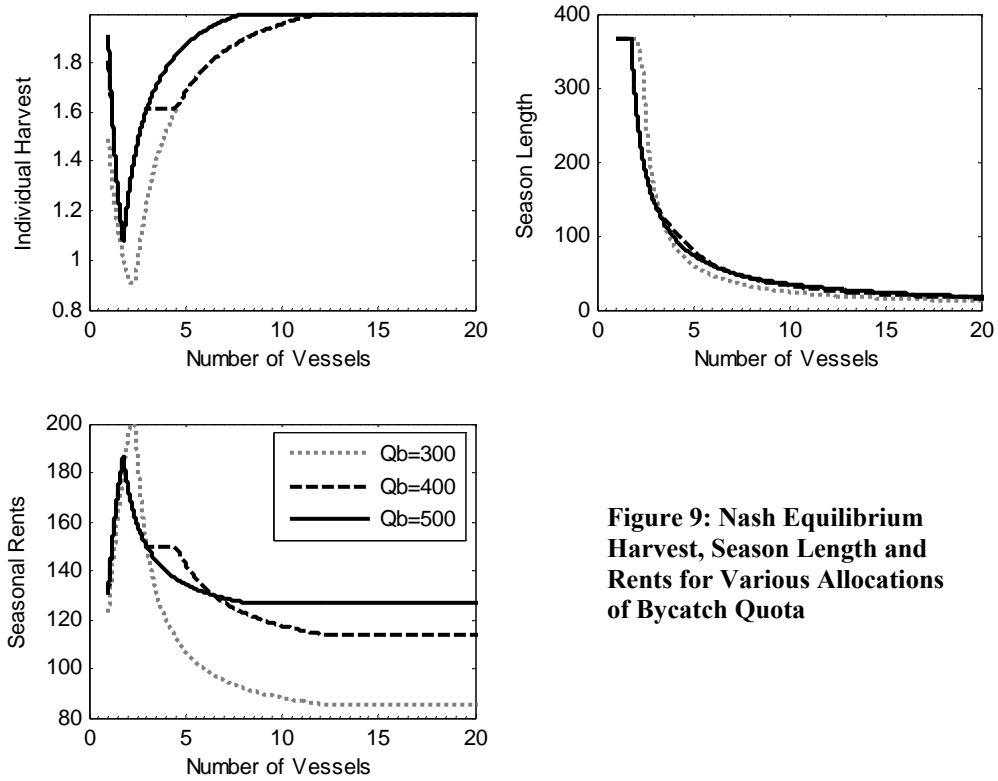 Individual Harvest
1.8
1.6
1.4
1.2
1
0.8
0
5
10
15
20
Number of Vessels
Season Length
400
300
200
100
0
0
5
10
15
20
Number of Vessels
Seasonal Rents
200
180
160
140
120
100
80
0
5
10
15
20
Number of Vessels
Qb=300
Qb=400
Qb=500
Figure 9: Nash Equilibrium
Harvest, Season Length and
Rents for Various Allocations
of Bycatch Quota